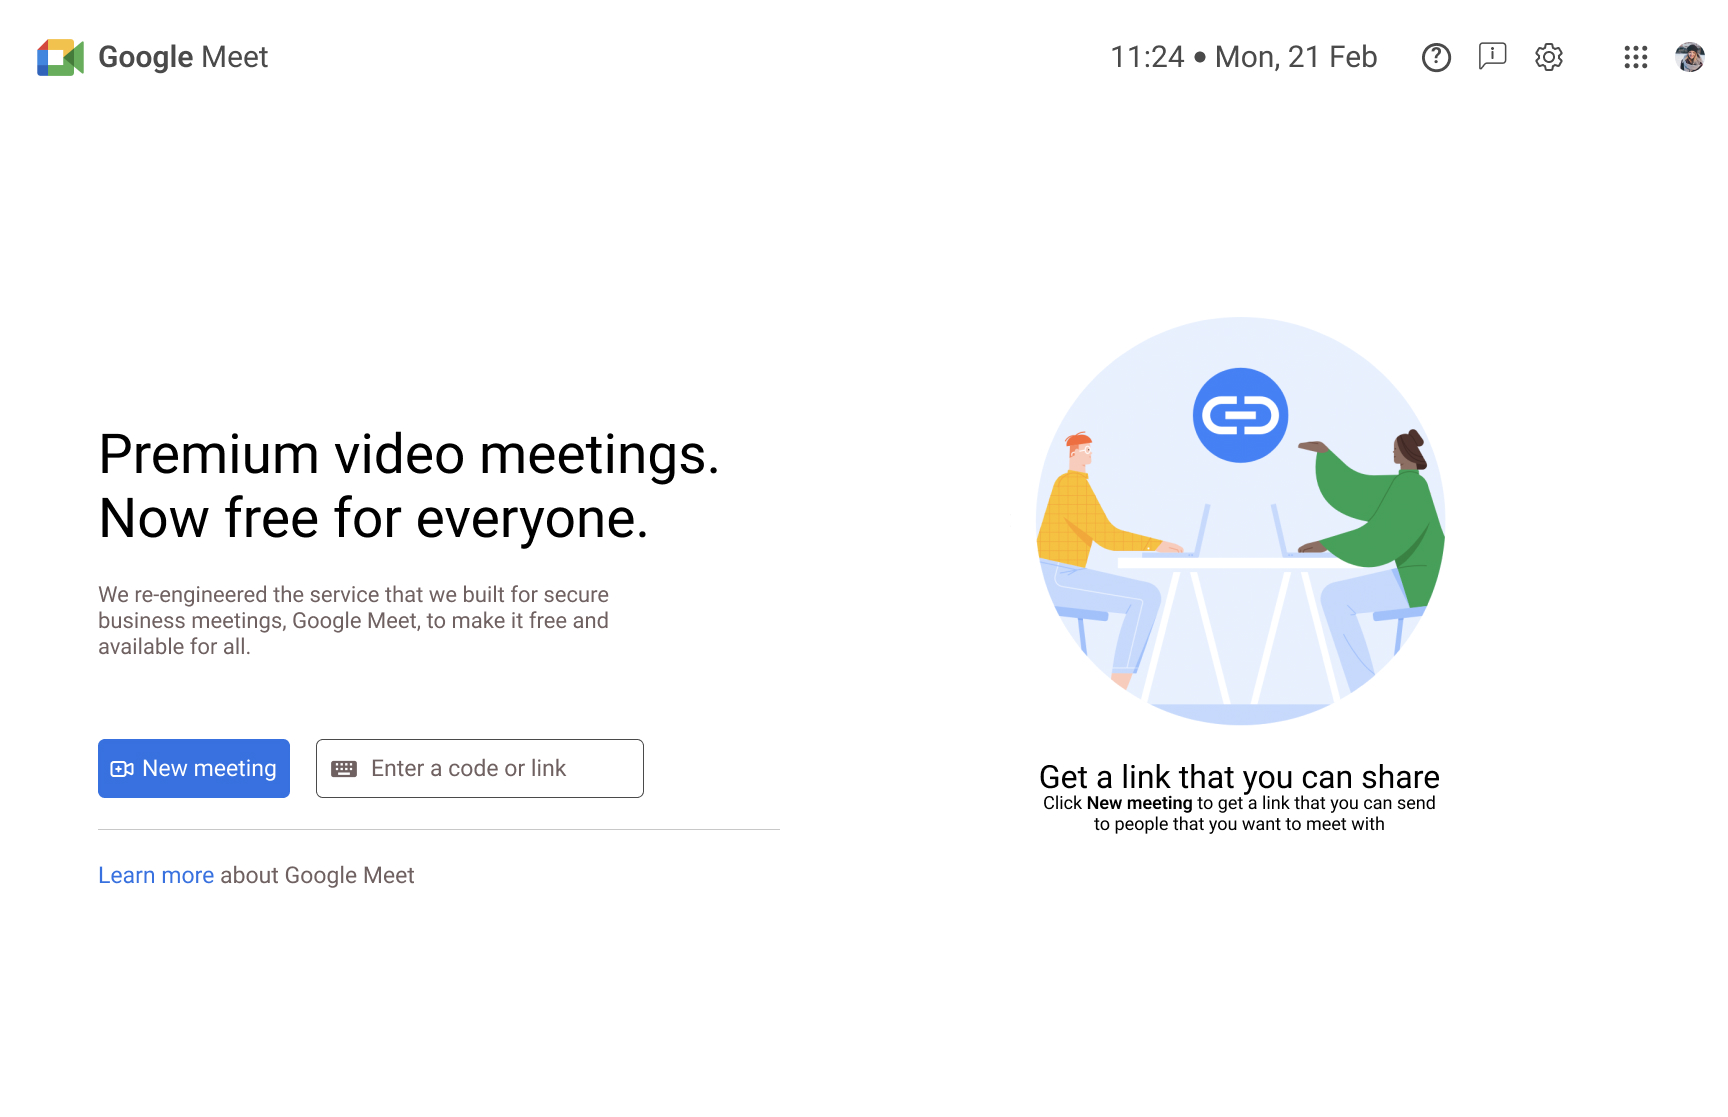 Google Meet
11:24 • Mon, 21 Feb
Premium video meetings.
Now free for everyone.
We re-engineered the service that we built for secure
business meetings, Google Meet, to make it free and
available for all.
New meeting
Enter a code or link
Learn more about Google Meet
Get a link that you can share
Click New meeting to get a link that you can send
to people that you want to meet with